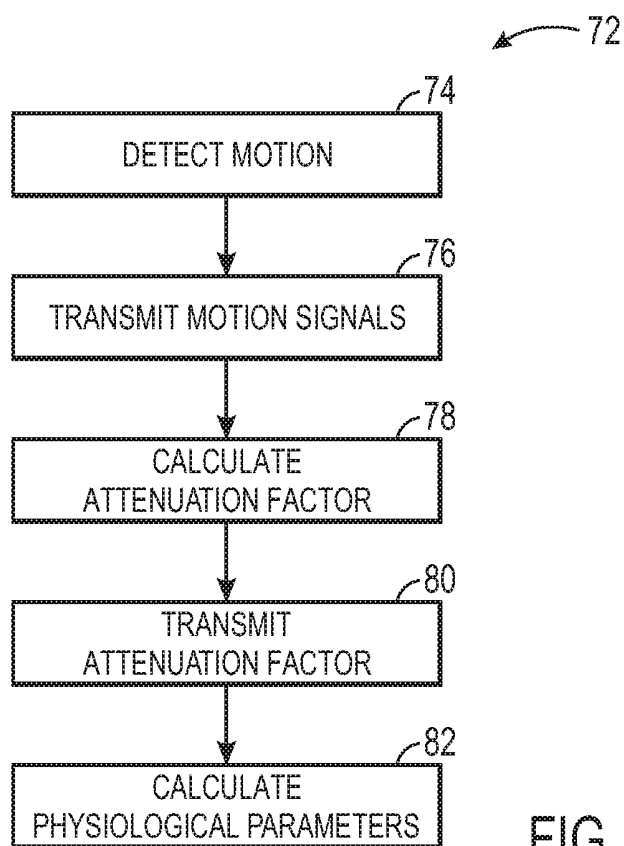 72
74
DETECT MOTION
76
TRANSMIT MOTION SIGNALS
78
CALCULATE
ATTENUATION FACTOR
80
TRANSMIT
ATTENUATION FACTOR
82
CALCULATE
PHYSIOLOGICAL PARAMETERS
FIG